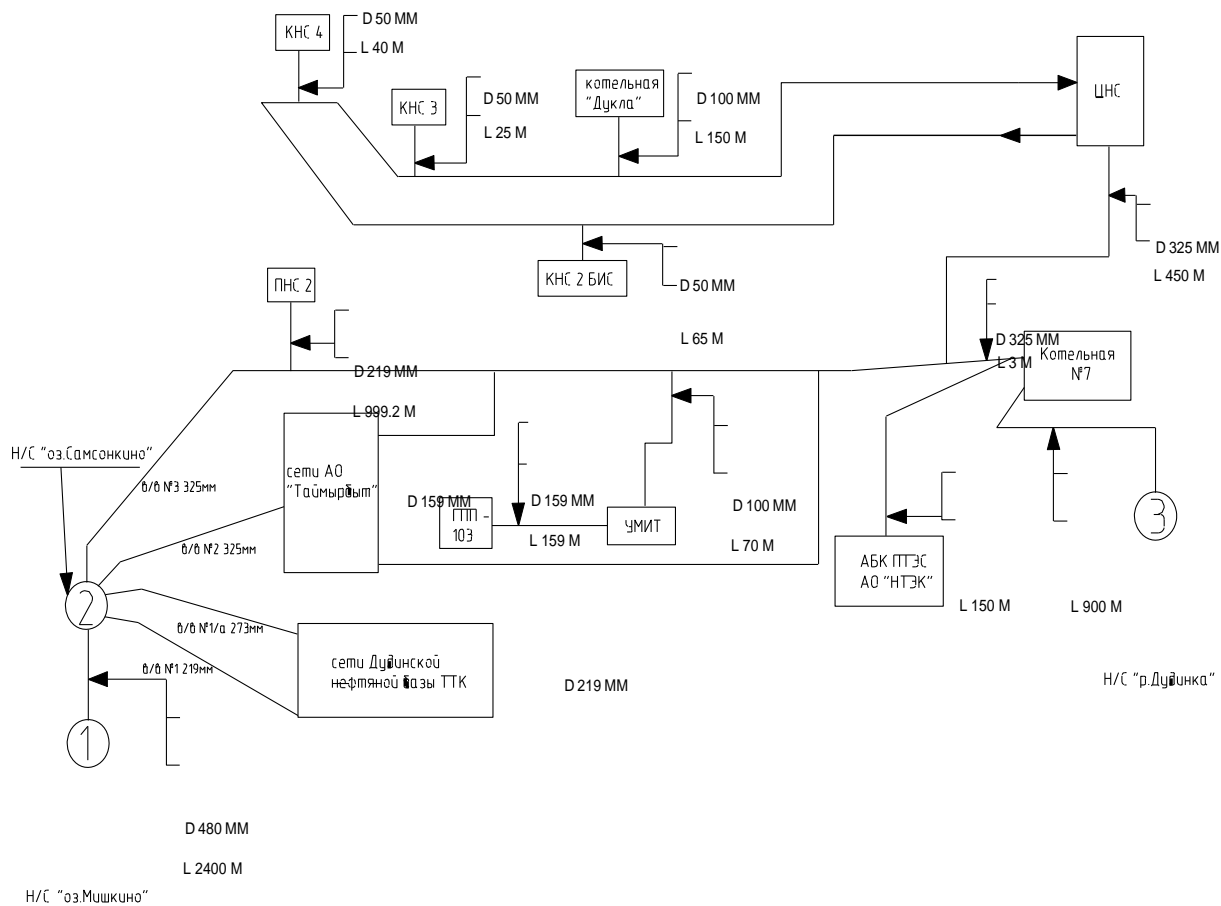 КНС 4
D 50 ММ
L 40 М
КНС 3
D 50 ММ
L 25 М
котельная
"Дукла"
D 100 ММ
L 150 М
ЦНС
D 325 ММ
L 450 М
КНС 2 БИС
D 50 ММ
L 65 М
ПНС 2
D 219 ММ
L 999.2 М
D 325 ММ
L 3 М
Котельная
№7
Н/С "оз.Самсонкино"
в/в №3 325мм
сети АО
"Таймырбыт"
D 159 ММ
ГПП -
103
D 159 ММ
L 159 М
УМИТ
D 100 ММ
L 70 М
3
в/в №2 325мм
АБК ПТЭС
АО "НТЭК"
L 150 М
L 900 М
2
в/в №1/а 273мм
в/в №1 219мм
сети Дудинской
нефтяной базы ТТК
D 219 ММ
Н/С "р.Дудинка"
1
D 480 ММ
L 2400 М
Н/С "оз.Мишкино"